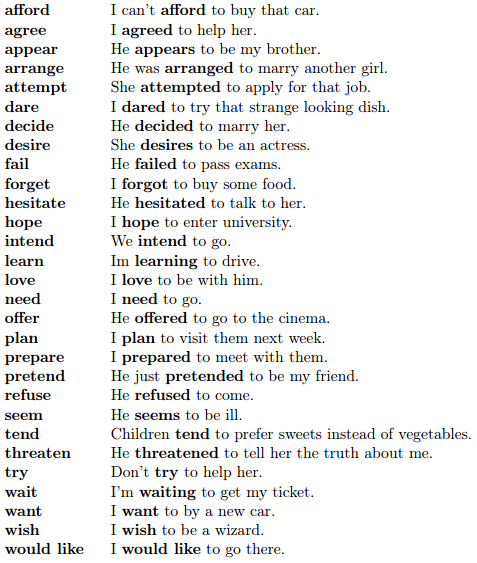 afford I can't afford to buy that car.
agree I agreed to help her.
appear He appears to be my brother.
arrange He was arranged to marry another girl.
attempt She attempted to apply for that job.
dare I dared to try that strange looking dish.
decide He decided to marry her.
desire She desires to be an actress.
fail He failed to pass exams.
forget I forgot to buy some food.
hesitate He hesitated to talk to her.
hope I hope to enter university.
intend We intend to go.
learn Im learning to drive.
love I love to be with him.
need I need to go.
offer He offered to go to the cinema.
plan I plan to visit them next week.
prepare I prepared to meet with them.
pretend He just pretended to be my friend.
refuse He refused to come.
seem He seems to be ill.
tend Children tend to prefer sweets instead of vegetables.
threaten He threatened to tell her the truth about me.
try Don't try to help her.
wait I'm waiting to get my ticket.
want I want to by a new car.
wish I wish to be a wizard.
would like I would like to go there.